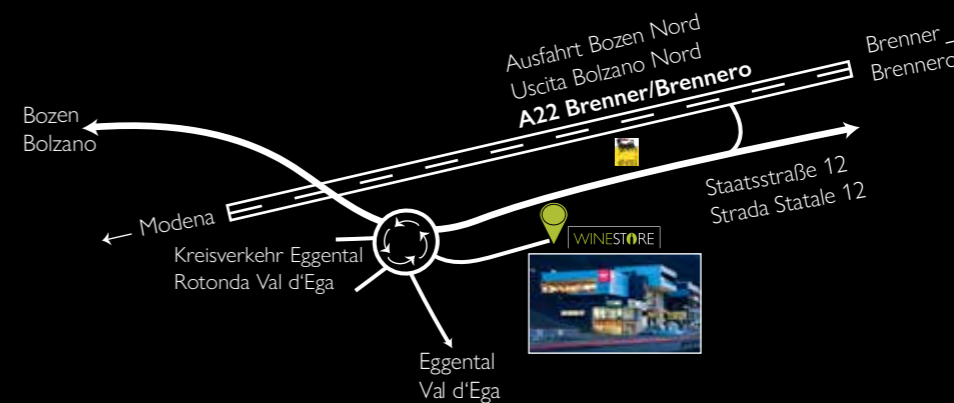 Ausfahrt Bozen Nord
Uscita Bolzano Nord
A22 Brenner/Brennero
Brenner
Brennero
Bozen
Bolzano
Staatsstraße 12
Strada Statale 12
← Modena
WINESTORE
Kreisverkehr Eggental
Rotonda Val d‘Ega
Eggental
Val d‘Ega